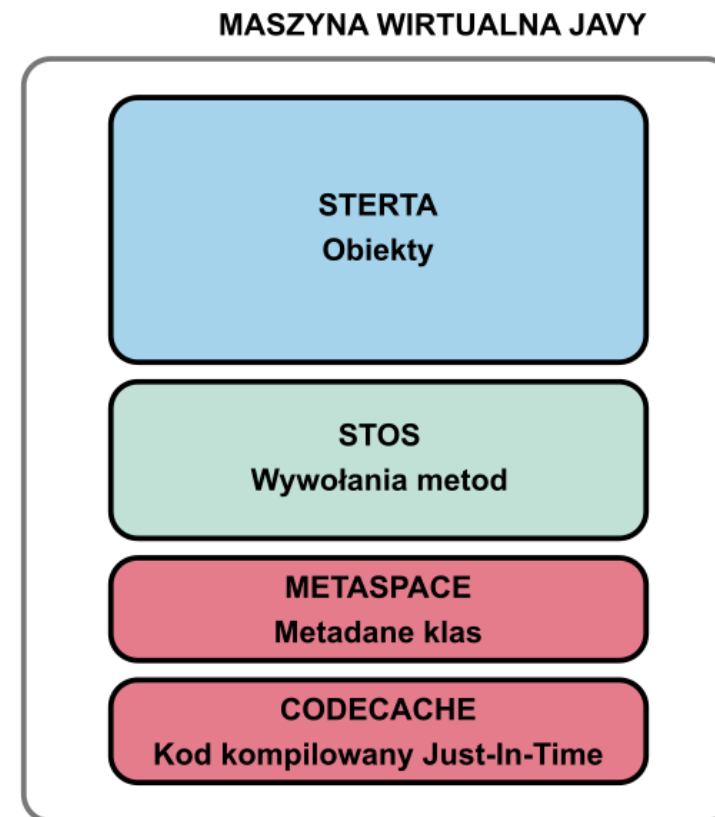 MASZYNA WIRTUALNA JAVY
STERTA
Obiekty
STOS
Wywołania metod
METASPACE
Metadane klas
CODECACHE
Kod kompilowany Just-In-Time